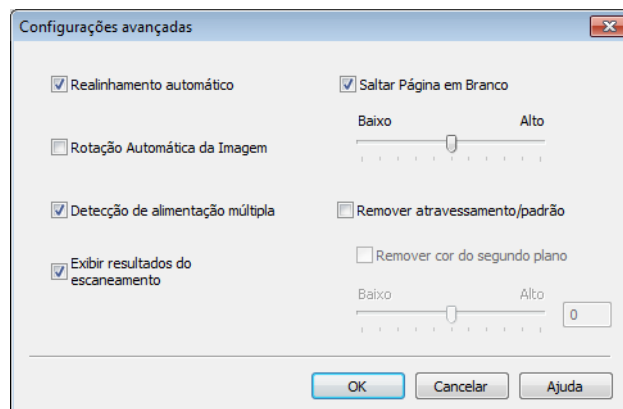 Configurações avançadas
Realinhamento automático
Saltar Página em Branco
Baixo Alto
Rotação Automática da Imagem
Detecção de alimentação múltipla
Remover atravessamento/padrão
Exibir resultados do
escaneamento
Remover cor do segundo plano
Baixo Alto
0
OK Cancelar Ajuda